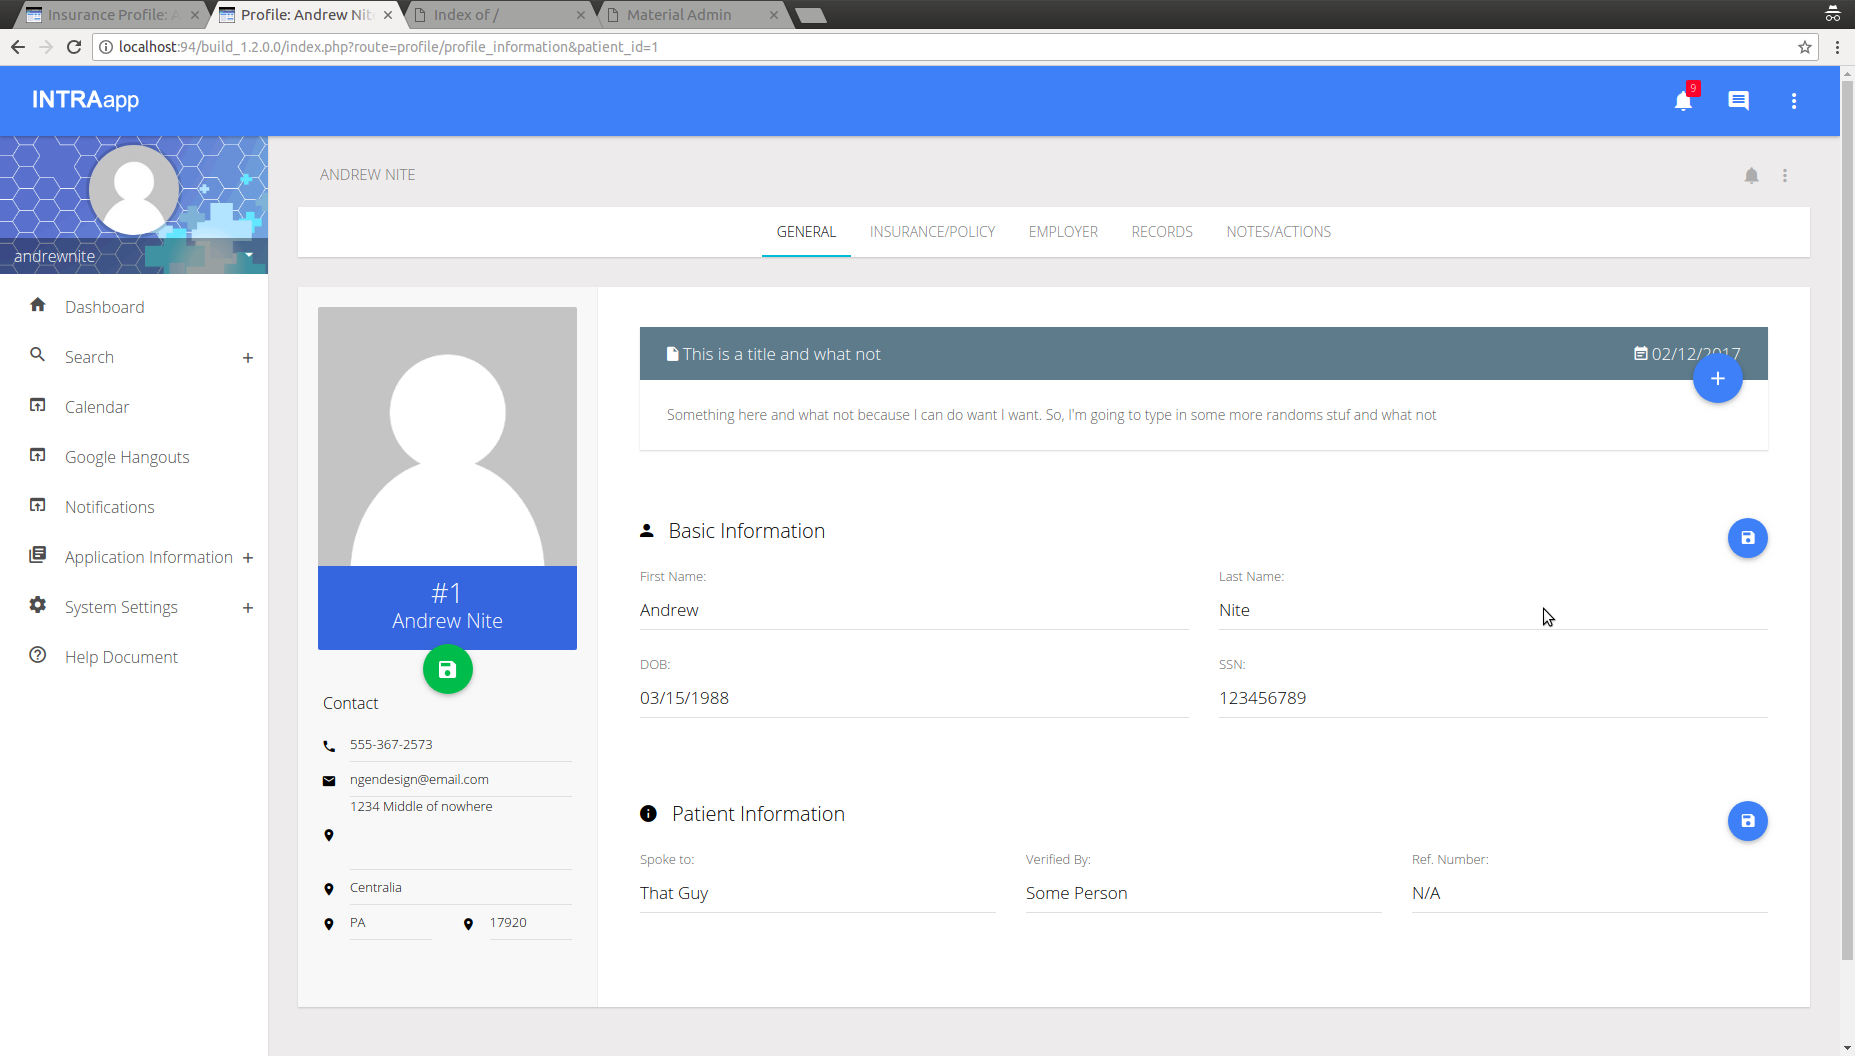 Insurance Profile: A
Profile: Andrew Nit
Index of /
Material Admin
localhost:94/build_1.2.0.0/index.php?route=profile/profile_information&patient_id=1
INTRAapp
9
andrewnite
Dashboard
Search +
Calendar
Google Hangouts
Notifications
Application Information +
System Settings +
Help Document
ANDREW NITE
GENERAL INSURANCE/POLICY EMPLOYER RECORDS NOTES/ACTIONS
#1
Andrew Nite
Contact
555-367-2573
ngendesign@email.com
1234 Middle of nowhere
Centralia
PA 17920
This is a title and what not 02/12/2017
+
Something here and what not because I can do want I want. So, I'm going to type in some more randoms stuf and what not
Basic Information
First Name: Last Name:
Andrew Nite
DOB: SSN:
03/15/1988 123456789
Patient Information
Spoke to: Verified By: Ref. Number:
That Guy Some Person N/A